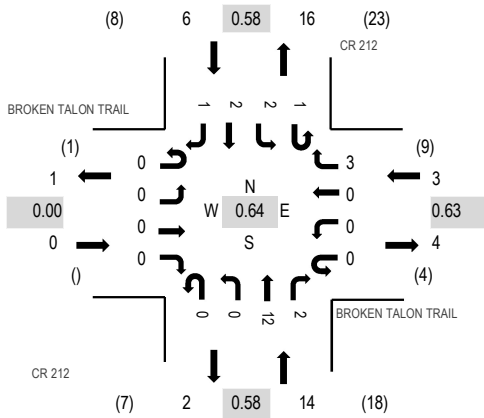 (8) 6 0.58 16 (23)
CR 212
BROKEN TALON TRAIL
1 2 2 1
(1) (9)
0 3
1 3
0 N 0
0.00 W 0.64 E 0.63
0 S 0
0 4
0 0
() (4)
0 0 12 2
BROKEN TALON TRAIL
CR 212
(7) 2 0.58 14 (18)